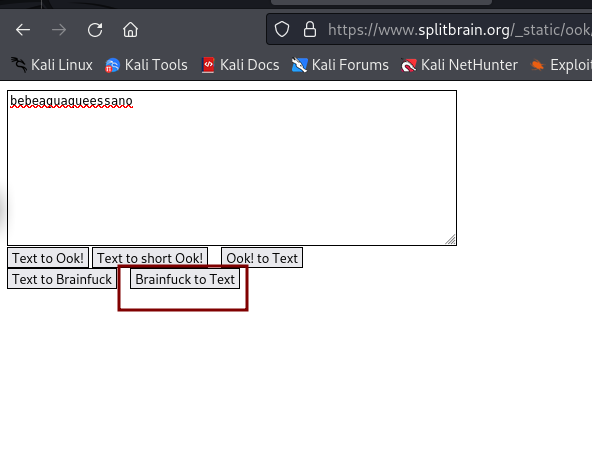 https://www.splitbrain.org/_static/ook/
Kali Linux Kali Tools Kali Docs Kali Forums Kali NetHunter Exploit
bebeaguaqueessano
Text to Ook! Text to short Ook! Ook! to Text
Text to Brainfuck Brainfuck to Text